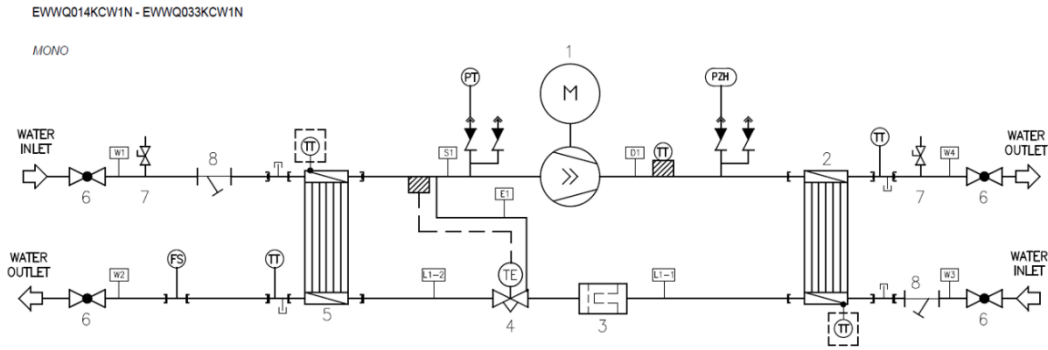 EWWQ014KCW1N - EWWQ033KCW1N
MONO
1
PT
M
PZH
WATER
INLET
W1
8
TT
S1
D1
TT
2
TT
W4
WATER
OUTLET
6
7
E1
7
6
WATER
OUTLET
W2
FS
TT
L1-2
TE
L1-1
8
W3
WATER
INLET
6
5
4
3
TT
6